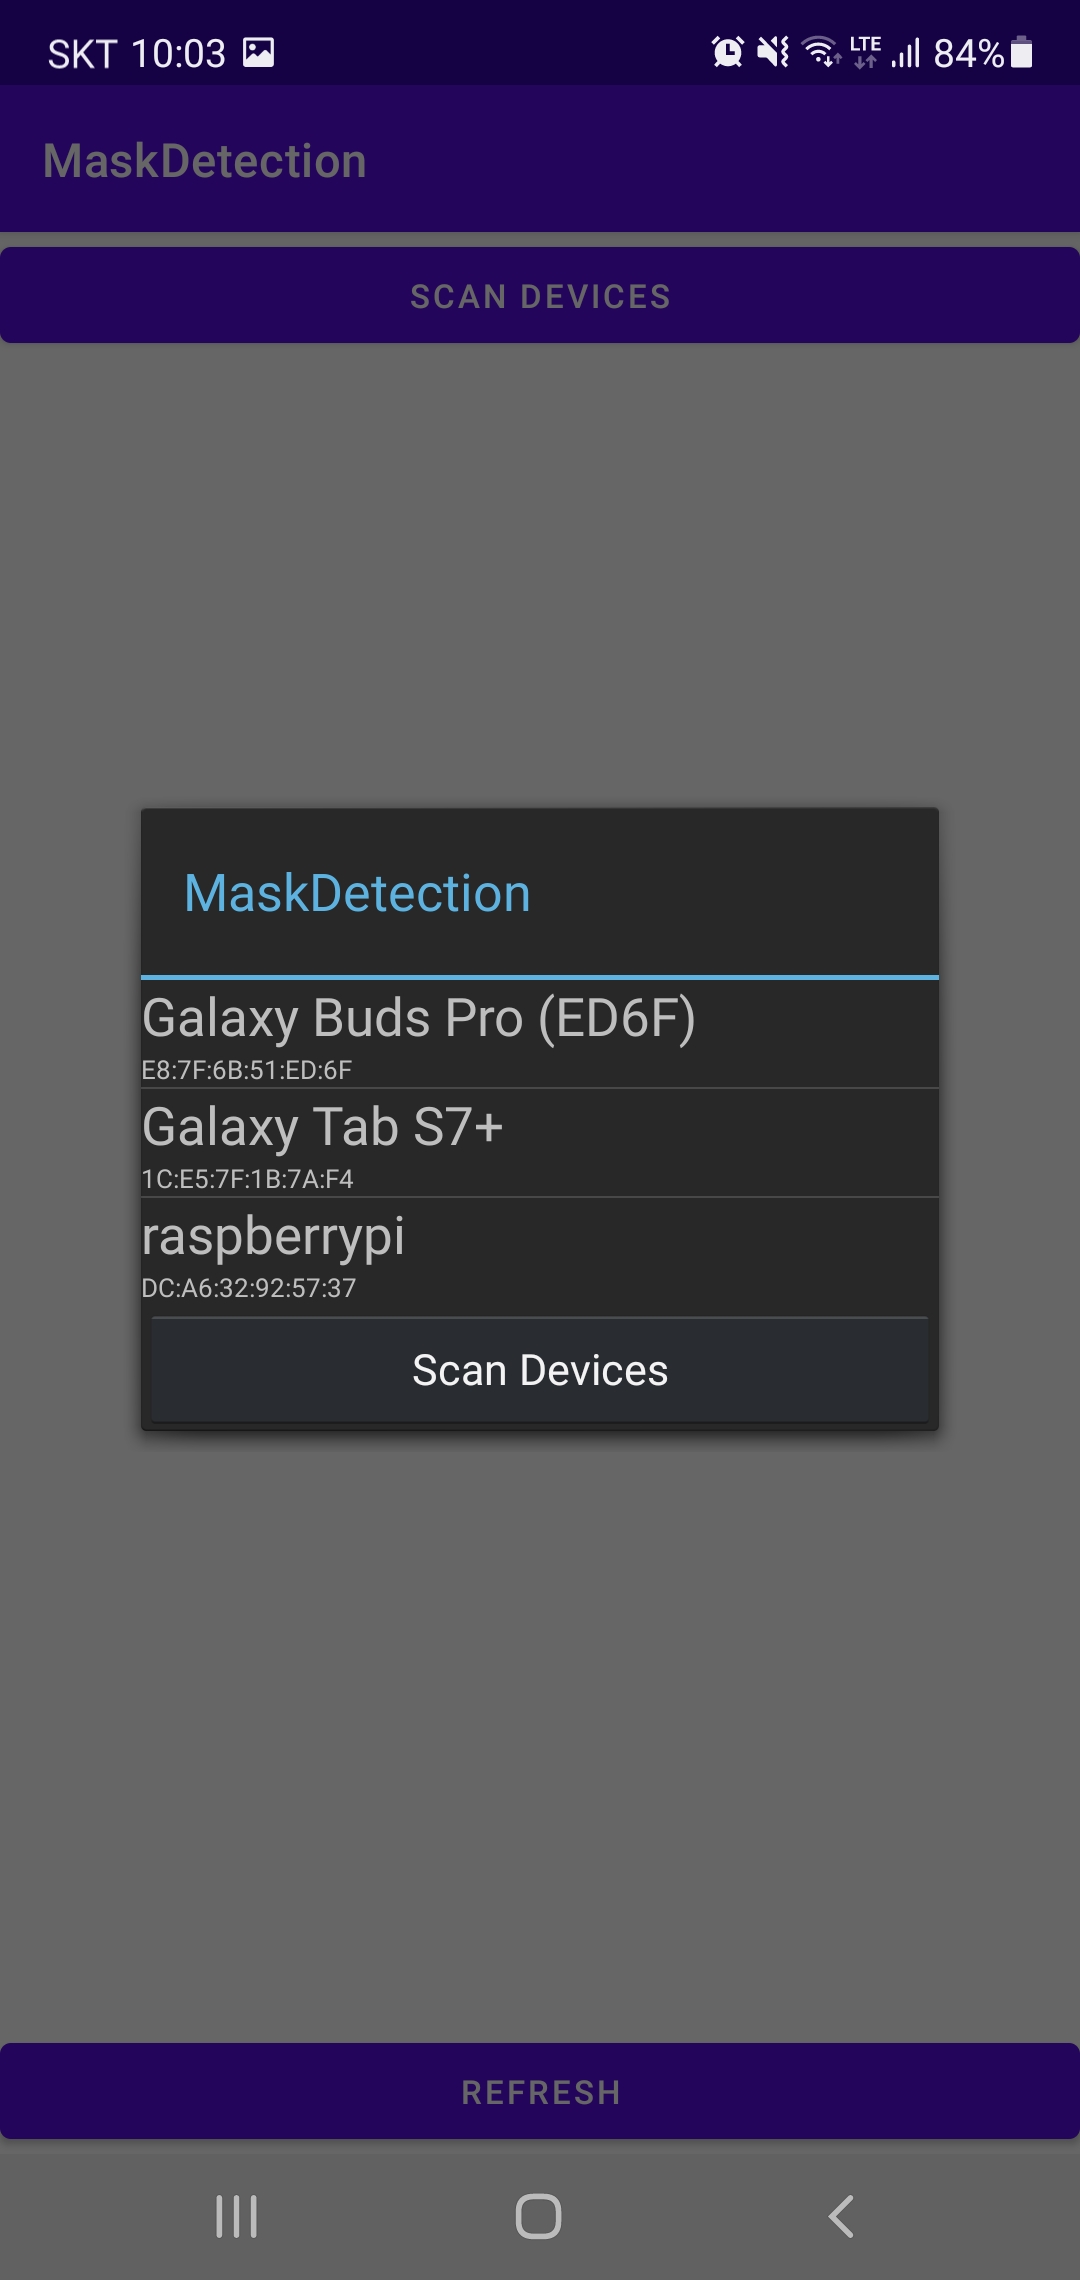 SKT 10:03
LTE
84%
MaskDetection
SCAN DEVICES
MaskDetection
Galaxy Buds Pro (ED6F)
E8:7F:6B:51:ED:6F
Galaxy Tab S7+
1C:E5:7F:1B:7A:F4
raspberrypi
DC:A6:32:92:57:37
Scan Devices
REFRESH